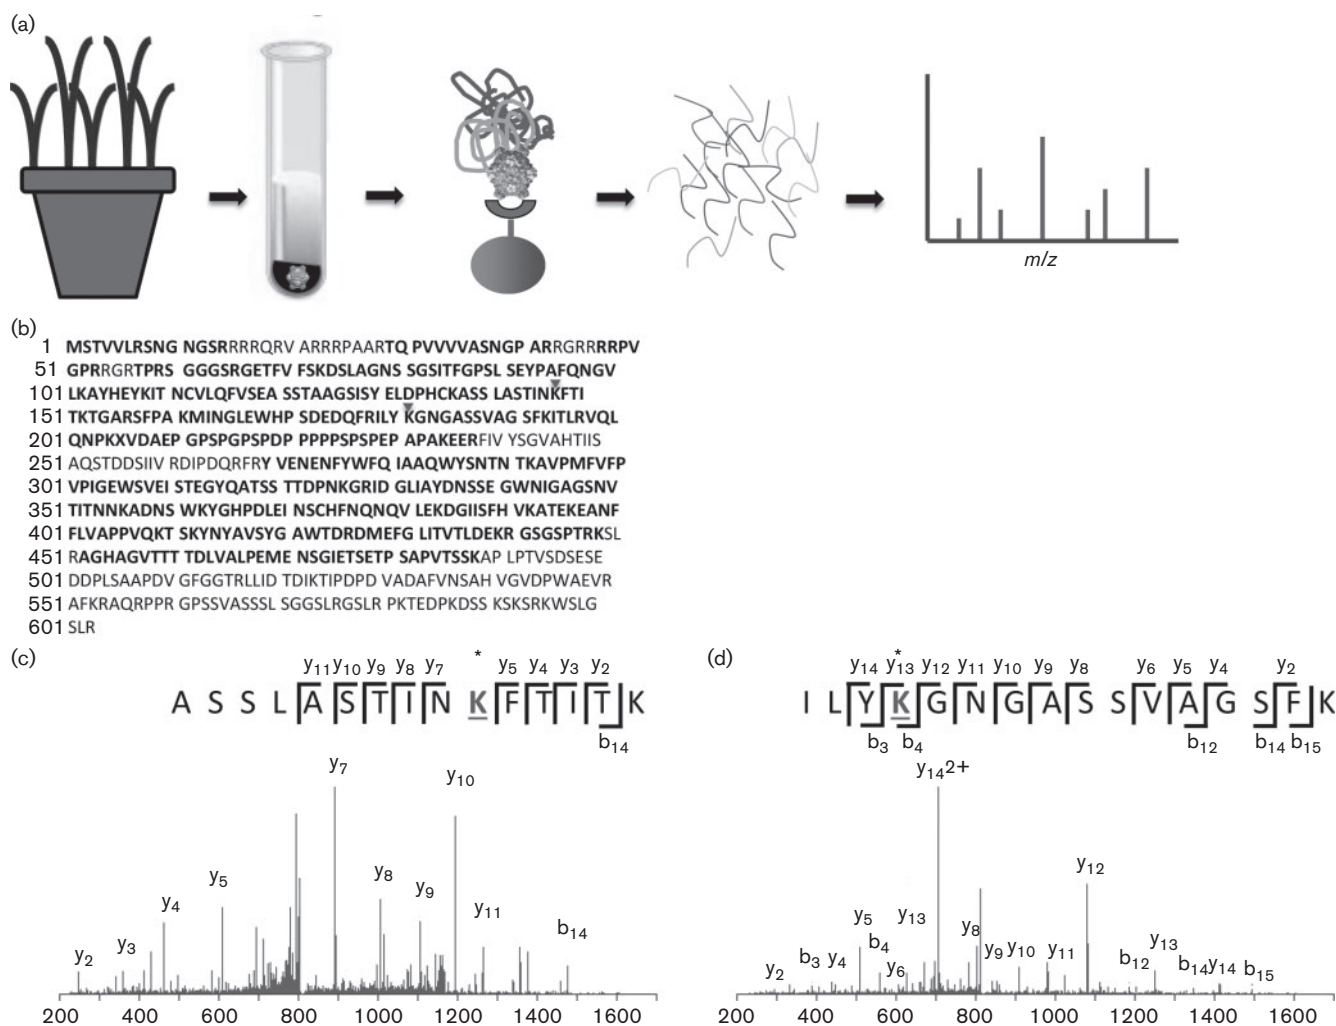 (a)
m/z
(b)
1 MSTVVLRSNG NGSRRRRQRV ARRRPAARTQ PVVVVASNGP ARRGRRRRPV
51 GPRRGRTPRS GGGSRGETFV FSKDSLAGNS SGSITFGPSL SEYPAFQNGV
101 LKAYHEYKIT NCVLQFVSEA SSTAAGSISY ELDPHCKASS LASTINKFTI
151 TKTGARSFPA KMINGLEWHP SDEDQFRILY KGNGASSVAG SFKITLRVQL
201 QNPKXVDAEP GPSPGPSPDP PPPPSPSPEP APAKEERFIV YSGVAHTIIS
251 AQSTDDSIIV RDIPDQRFRY VENENFYWFQ IAAQWYSNTN TKAVPMFVFP
301 VPIGEWSVEI STEGYQATSS TTDPNKGRID GLIAYDNSSE GWNIGAGSNV
351 TITNNKADNS WKYGHPDLEI NSCHFNQNQV LEKDGIISFH VKATEKEANF
401 FLVAPPVQKT SKYNYAVSYG AWTDRDMEFG LITVTLDEKR GSGSPTRKSL
451 RAGHAGVTTT TDLVALPEME NSGIETSETP SAPVTSSKAP LPTVSDSESE
501 DDPLSAAPDV GFGGTRLLID TDIKTIPDPD VADAFVNSAH VGVDPWAEVR
551 AFKRAQRPPR GPSSVASSSL SGGSLRGSLR PKTEDPKDSS KSKSRKWSLG
601 SLR
(c)
y11 y10 y9 y8 y7 * y5 y4 y3 y2
A S S L A S T I N K F T I T K
b14
y7
y10
y8
y5
y9
y4
y11
b14
y3
y2
200 400 600 800 1000 1200 1400 1600
(d)
*
y14 y13 y12 y11 y10 y9 y8 y6 y5 y4 y2
I L Y K G N G A S S V A G S F K
b3 b4 b12 b14 b15
y14 2+
y12
y5 y13
b4 y8 y13
y2 b3 y4 y6 y9 y10 y11 b12 b14 y14 b15
200 400 600 800 1000 1200 1400 1600